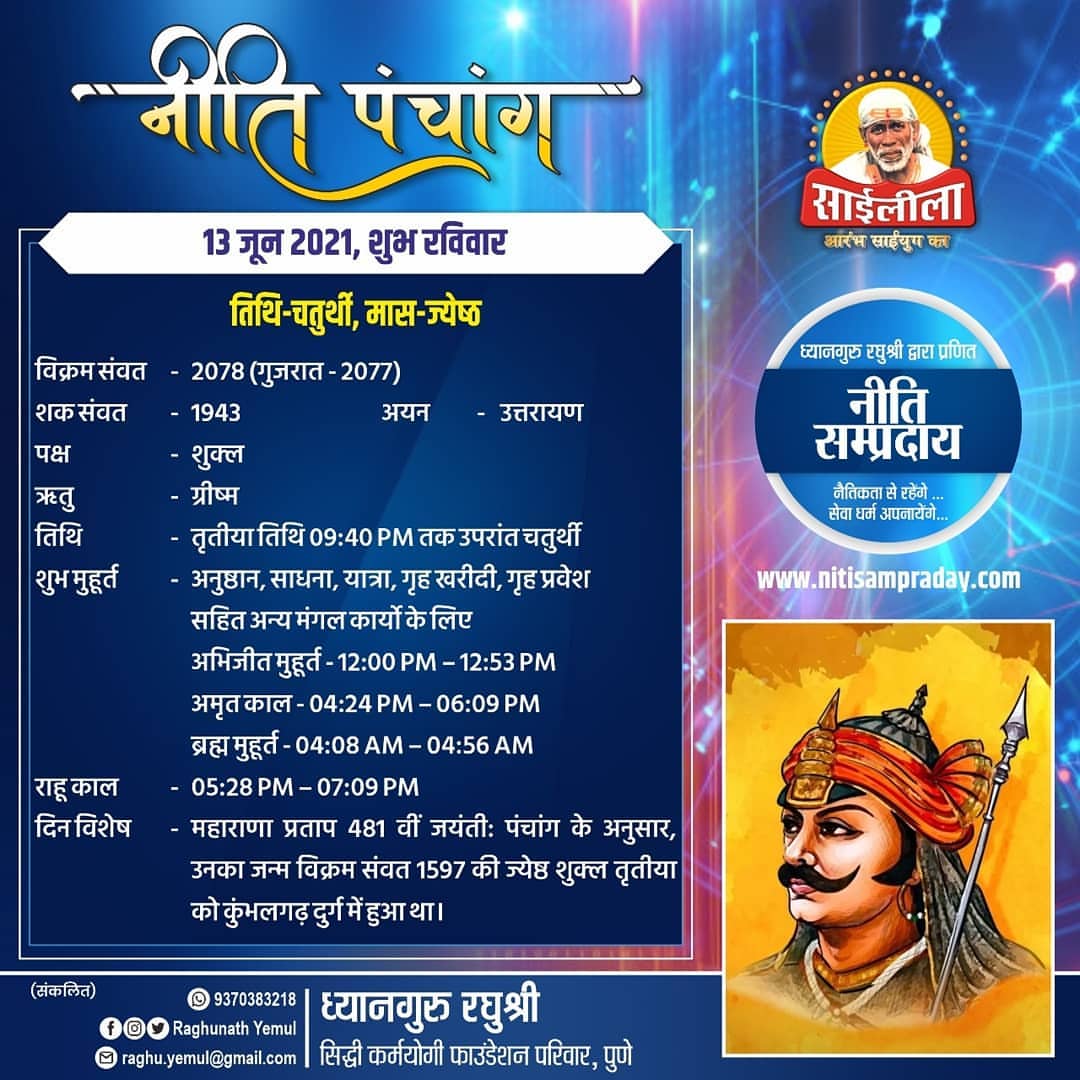 नीति पंचांग
साईलीला
आरंभ साईयुग का
13 जून 2021, शुभ रविवार
तिथि-चतुर्थी, मास-ज्येष्ठ
विक्रम संवत - 2078 (गुजरात - 2077)
शक संवत - 1943 अयन - उत्तरायण
पक्ष - शुक्ल
ऋतु - ग्रीष्म
तिथि - तृतीया तिथि 09:40 PM तक उपरांत चतुर्थी
शुभ मुहूर्त - अनुष्ठान, साधना, यात्रा, गृह खरीदी, गृह प्रवेश
सहित अन्य मंगल कार्यो के लिए
अभिजीत मुहूर्त - 12:00 PM – 12:53 PM
अमृत काल - 04:24 PM – 06:09 PM
ब्रह्म मुहूर्त - 04:08 AM – 04:56 AM
राहू काल - 05:28 PM – 07:09 PM
दिन विशेष - महाराणा प्रताप 481 वीं जयंती: पंचांग के अनुसार,
उनका जन्म विक्रम संवत 1597 की ज्येष्ठ शुक्ल तृतीया
को कुंभलगढ़ दुर्ग में हुआ था।
ध्यानगुरु रघुश्री द्वारा प्रणित
नीति
सम्प्रदाय
नैतिकता से रहेंगे ...
सेवा धर्म अपनायेंगे...
www.nitisampraday.com
(संकलित)
9370383218
Raghunath Yemul
raghu.yemul@gmail.com
ध्यानगुरु रघुश्री
सिद्धी कर्मयोगी फाउंडेशन परिवार, पुणे